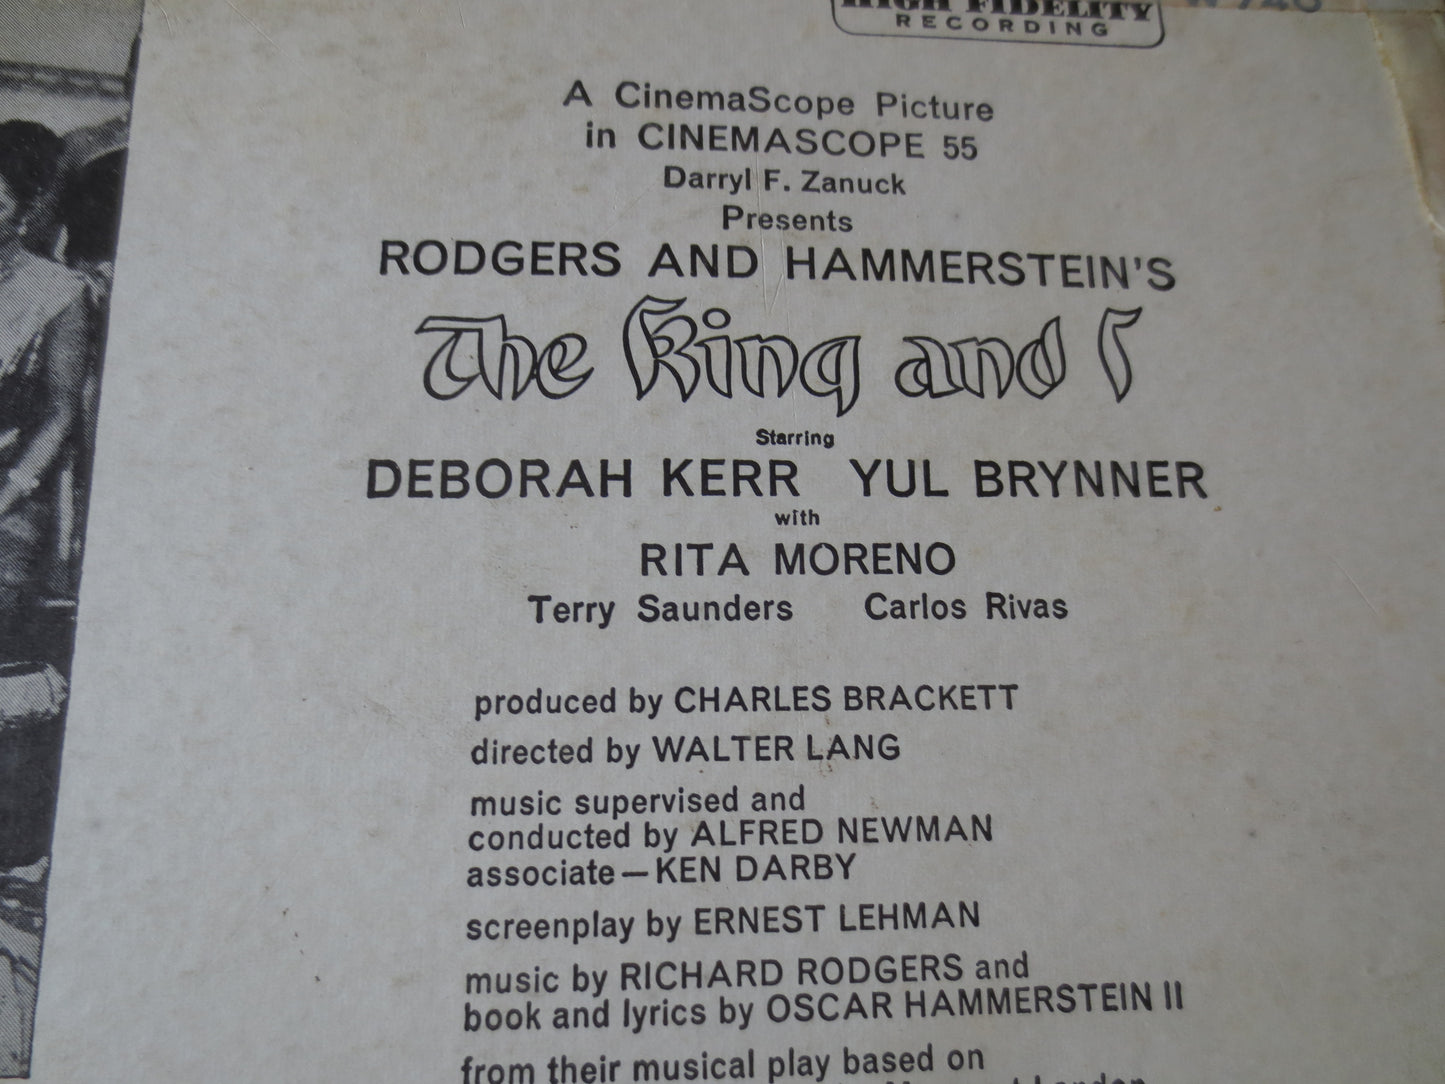 HIGH FIDELITY
RECORDING
A CinemaScope Picture
in CINEMASCOPE 55
Darryl F. Zanuck
Presents
RODGERS AND HAMMERSTEIN'S
The King and I
Starring
DEBORAH KERR YUL BRYNNER
with
RITA MORENO
Terry Saunders Carlos Rivas
produced by CHARLES BRACKETT
directed by WALTER LANG
music supervised and
conducted by ALFRED NEWMAN
associate—KEN DARBY
screenplay by ERNEST LEHMAN
music by RICHARD RODGERS and
book and lyrics by OSCAR HAMMERSTEIN II
from their musical play based on